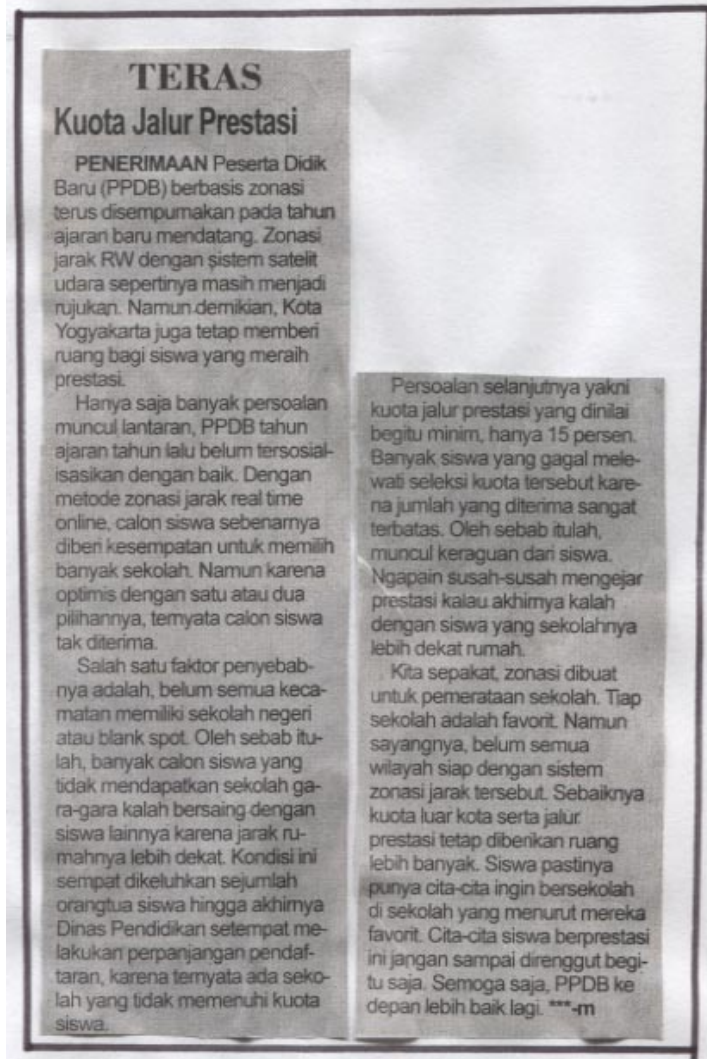 TERAS
Kuota Jalur Prestasi
PENERIMAAN Peserta Didik
Baru (PPDB) berbasis zonasi
terus disempurnakan pada tahun
ajaran baru mendatang. Zonasi
jarak RW dengan sistem satelit
udara sepertinya masih menjadi
rujukan. Namun demikian, Kota
Yogyakarta juga tetap memberi
ruang bagi siswa yang meraih
prestasi.
Hanya saja banyak persoalan
muncul lantaran, PPDB tahun
ajaran tahun lalu belum tersosial-
isasikan dengan baik. Dengan
metode zonasi jarak real time
online, calon siswa sebenarnya
diberi kesempatan untuk memilih
banyak sekolah. Namun karena
optimis dengan satu atau dua
pilihannya, ternyata calon siswa
tak diterima.
Salah satu faktor penyebab-
nya adalah, belum semua keca-
matan memiliki sekolah negeri
atau blank spot. Oleh sebab itu-
lah, banyak calon siswa yang
tidak mendapatkan sekolah ga-
ra-gara kalah bersaing dengan
siswa lainnya karena jarak ru-
mahnya lebih dekat. Kondisi ini
sempat dikeluhkan sejumlah
orangtua siswa hingga akhirnya
Dinas Pendidikan setempat me-
lakukan perpanjangan pendaf-
taran, karena ternyata ada seko-
lah yang tidak memenuhi kuota
siswa.
Persoalan selanjutnya yakni
kuota jalur prestasi yang dinilai
begitu minim, hanya 15 persen.
Banyak siswa yang gagal mele-
wati seleksi kuota tersebut kare-
na jumlah yang diterima sangat
terbatas. Oleh sebab itulah,
muncul keraguan dari siswa.
Ngapain susah-susah mengejar
prestasi kalau akhirnya kalah
dengan siswa yang sekolahnya
lebih dekat rumah.
Kita sepakat, zonasi dibuat
untuk pemerataan sekolah. Tiap
sekolah adalah favorit. Namun
sayangnya, belum semua
wilayah siap dengan sistem
zonasi jarak tersebut. Sebaiknya
kuota luar kota serta jalur
prestasi tetap diberikan ruang
lebih banyak. Siswa pastinya
punya cita-cita ingin bersekolah
di sekolah yang menurut mereka
favorit. Cita-cita siswa berprestasi
ini jangan sampai direnggut begi-
tu saja. Semoga saja, PPDB ke
depan lebih baik lagi. ***-m